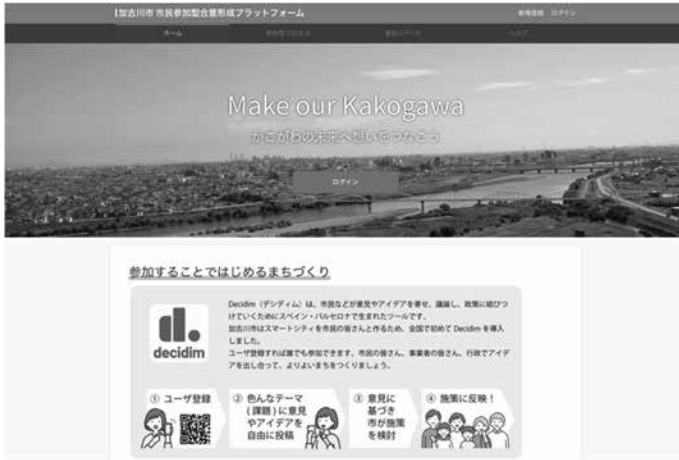 加古川市 市民参加型合意形成プラットフォーム
新規登録 ログイン
ホーム
ヘルプ
Make our Kakogawa
かこがわの未来へ想いをつなごう
ログイン
参加することではじめるまちづくり
decidim
Decidim（デシディム）は、市民などが意見やアイデアを寄せ、議論し、政策に結びつ
けていくためにスペイン・バルセロナで生まれたツールです。
加古川市はスマートシティを市民の皆さんと作るため、全国で初めて Decidim を導入
しました。
ユーザ登録すれば誰でも参加できます。市民の皆さん、事業者の皆さん、行政でアイデ
アを出し合って、よりよいまちをつくりましょう。
① ユーザ登録
② 色んなテーマ
(課題)に意見
やアイデアを
自由に投稿
③ 意見に
基づき
市が施策
を検討
④ 施策に反映！